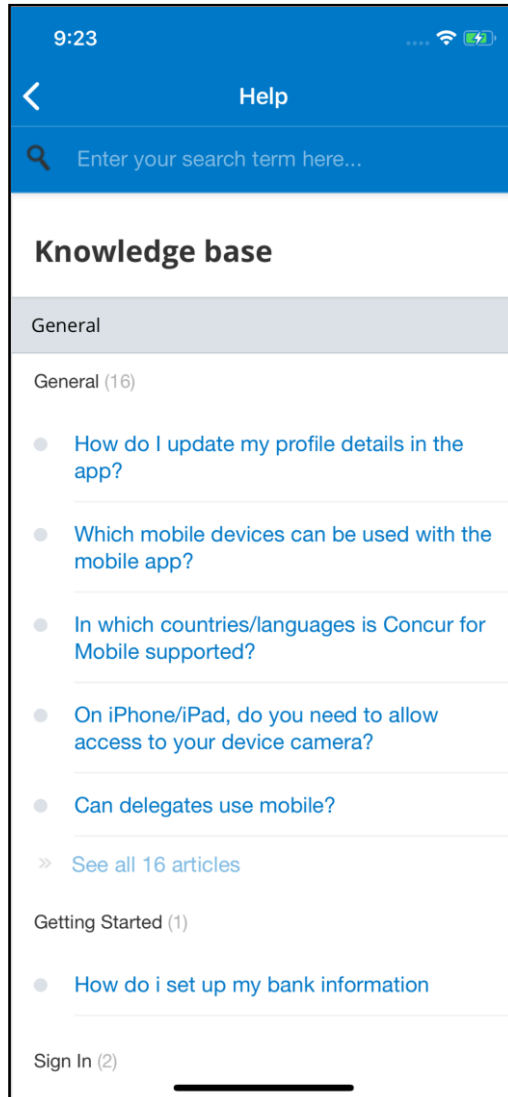 9:23
Help
Enter your search term here...
Knowledge base
General
General (16)
How do I update my profile details in the
app?
Which mobile devices can be used with the
mobile app?
In which countries/languages is Concur for
Mobile supported?
On iPhone/iPad, do you need to allow
access to your device camera?
Can delegates use mobile?
» See all 16 articles
Getting Started (1)
How do i set up my bank information
Sign In (2)